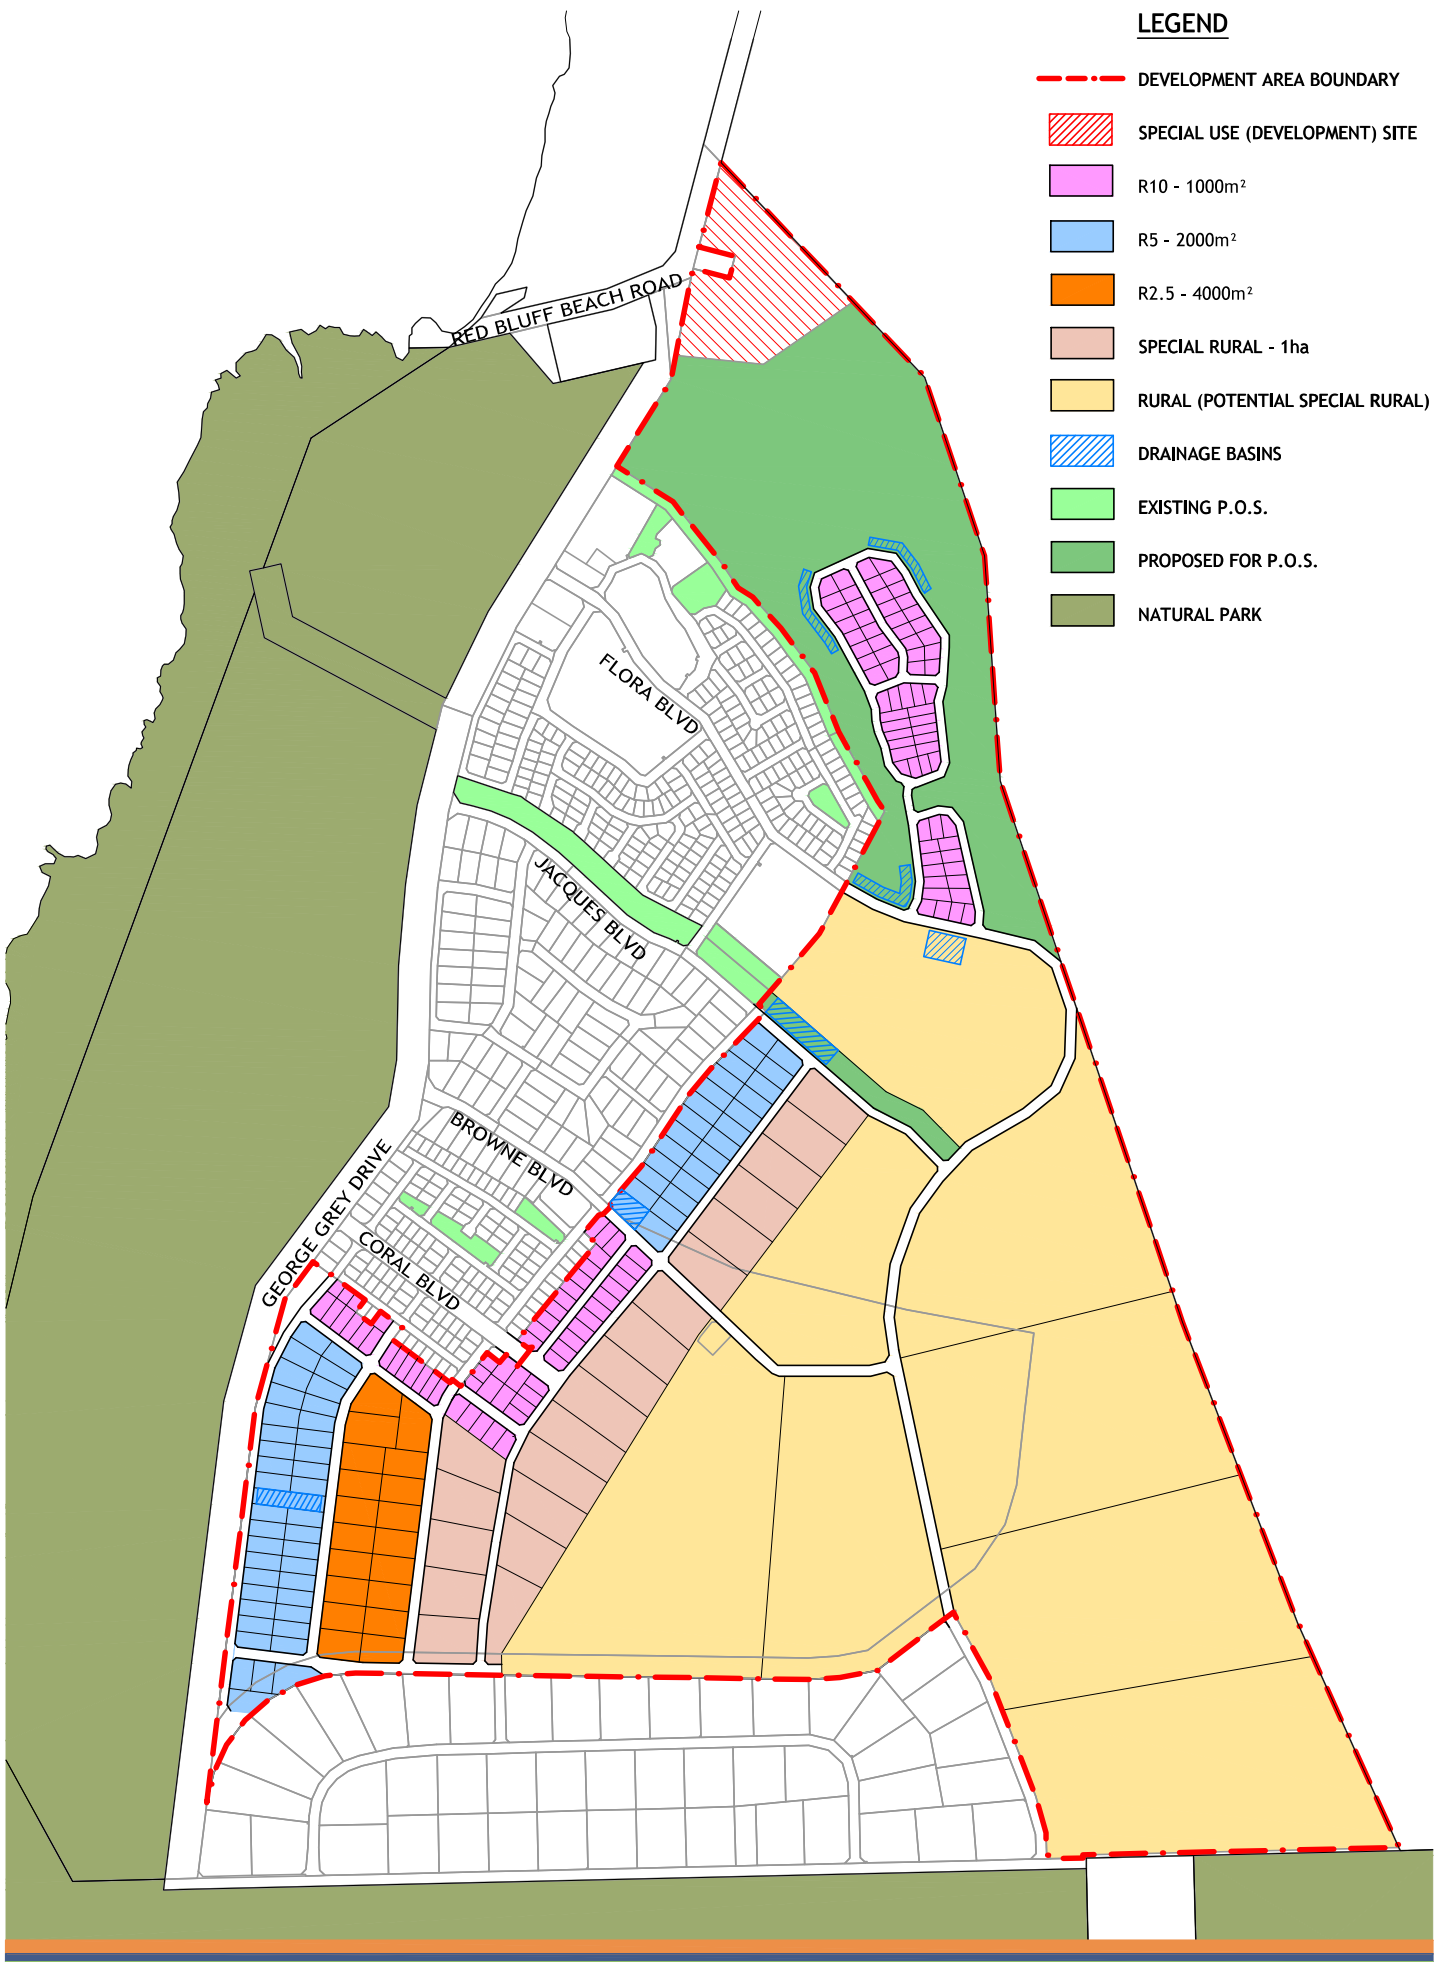 LEGEND
DEVELOPMENT AREA BOUNDARY
SPECIAL USE (DEVELOPMENT) SITE
R10 - 1000m²
R5 - 2000m²
R2.5 - 4000m²
SPECIAL RURAL - 1ha
RURAL (POTENTIAL SPECIAL RURAL)
DRAINAGE BASINS
EXISTING P.O.S.
PROPOSED FOR P.O.S.
NATURAL PARK
RED BLUFF BEACH ROAD
FLORA BLVD
JACQUES BLVD
BROWNE BLVD
GEORGE GREY DRIVE
CORAL BLVD